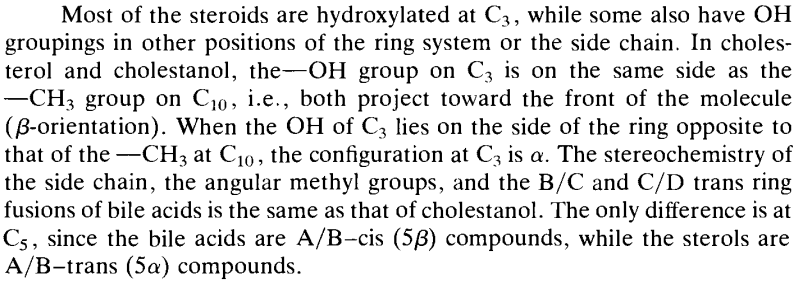 Most of the steroids are hydroxylated at C₃, while some also have OH
groupings in other positions of the ring system or the side chain. In choles-
terol and cholestanol, the—OH group on C₃ is on the same side as the
—CH₃ group on C₁₀, i.e., both project toward the front of the molecule
(β-orientation). When the OH of C₃ lies on the side of the ring opposite to
that of the —CH₃ at C₁₀, the configuration at C₃ is α. The stereochemistry of
the side chain, the angular methyl groups, and the B/C and C/D trans ring
fusions of bile acids is the same as that of cholestanol. The only difference is at
C₅, since the bile acids are A/B–cis (5β) compounds, while the sterols are
A/B–trans (5α) compounds.